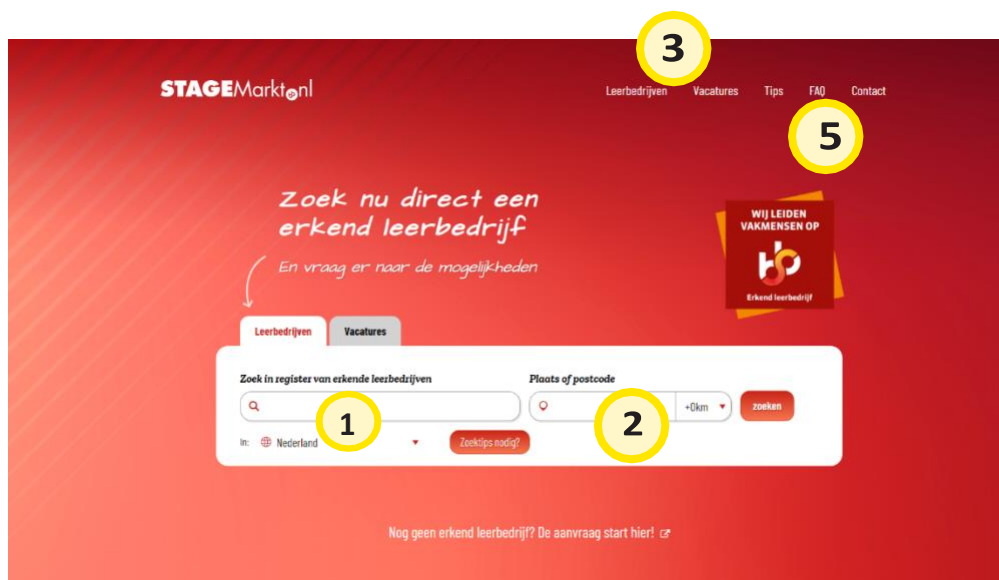 3
STAGEMarkt.nl
Leerbedrijven Vacatures Tips FAQ Contact
5
Zoek nu direct een
erkend leerbedrijf
En vraag er naar de mogelijkheden
WIJ LEIDEN
VAKMENSEN OP
Erkend leerbedrijf
Leerbedrijven Vacatures
Zoek in register van erkende leerbedrijven Plaats of postcode
+0km zoeken
1 2
In: Nederland Zoektips nodig?
Nog geen erkend leerbedrijf? De aanvraag start hier!